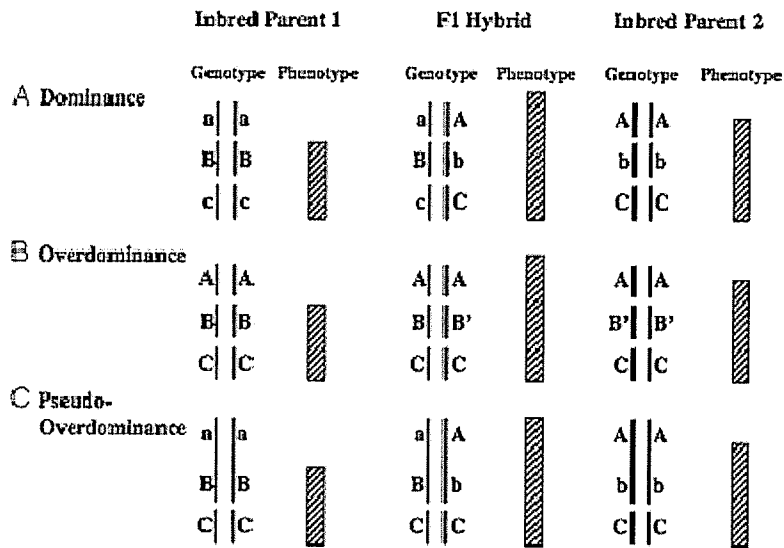 Inbred Parent 1 F1 Hybrid Inbred Parent 2
Genotype Phenotype Genotype Phenotype Genotype Phenotype
A Dominance
a a a A A A
B B B b b b
c c c C C C
B Overdominance
A A A A A A
B B B B' B' B'
C C C C C C
C Pseudo-
Overdominance
a a a A A A
B B B b b b
C C C C C C